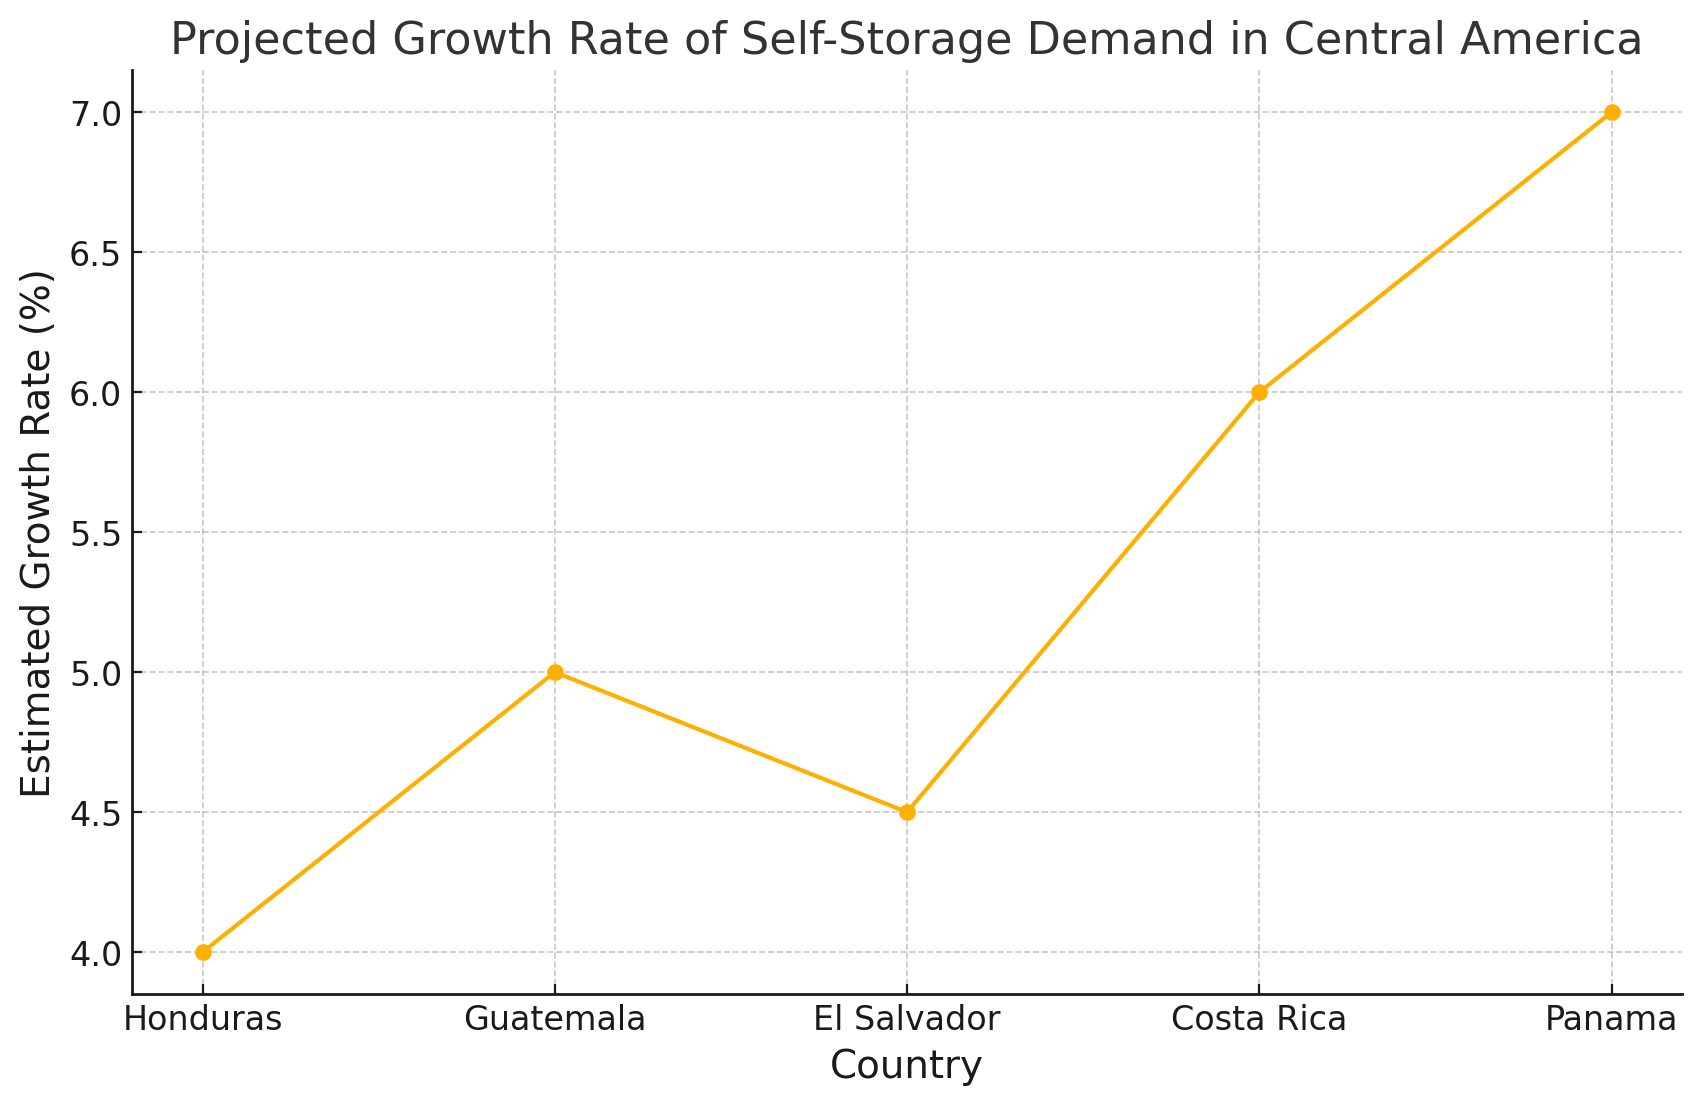 Projected Growth Rate of Self-Storage Demand in Central America
Estimated Growth Rate (%)
7.0
6.5
6.0
5.5
5.0
4.5
4.0
Honduras Guatemala El Salvador Costa Rica Panama
Country